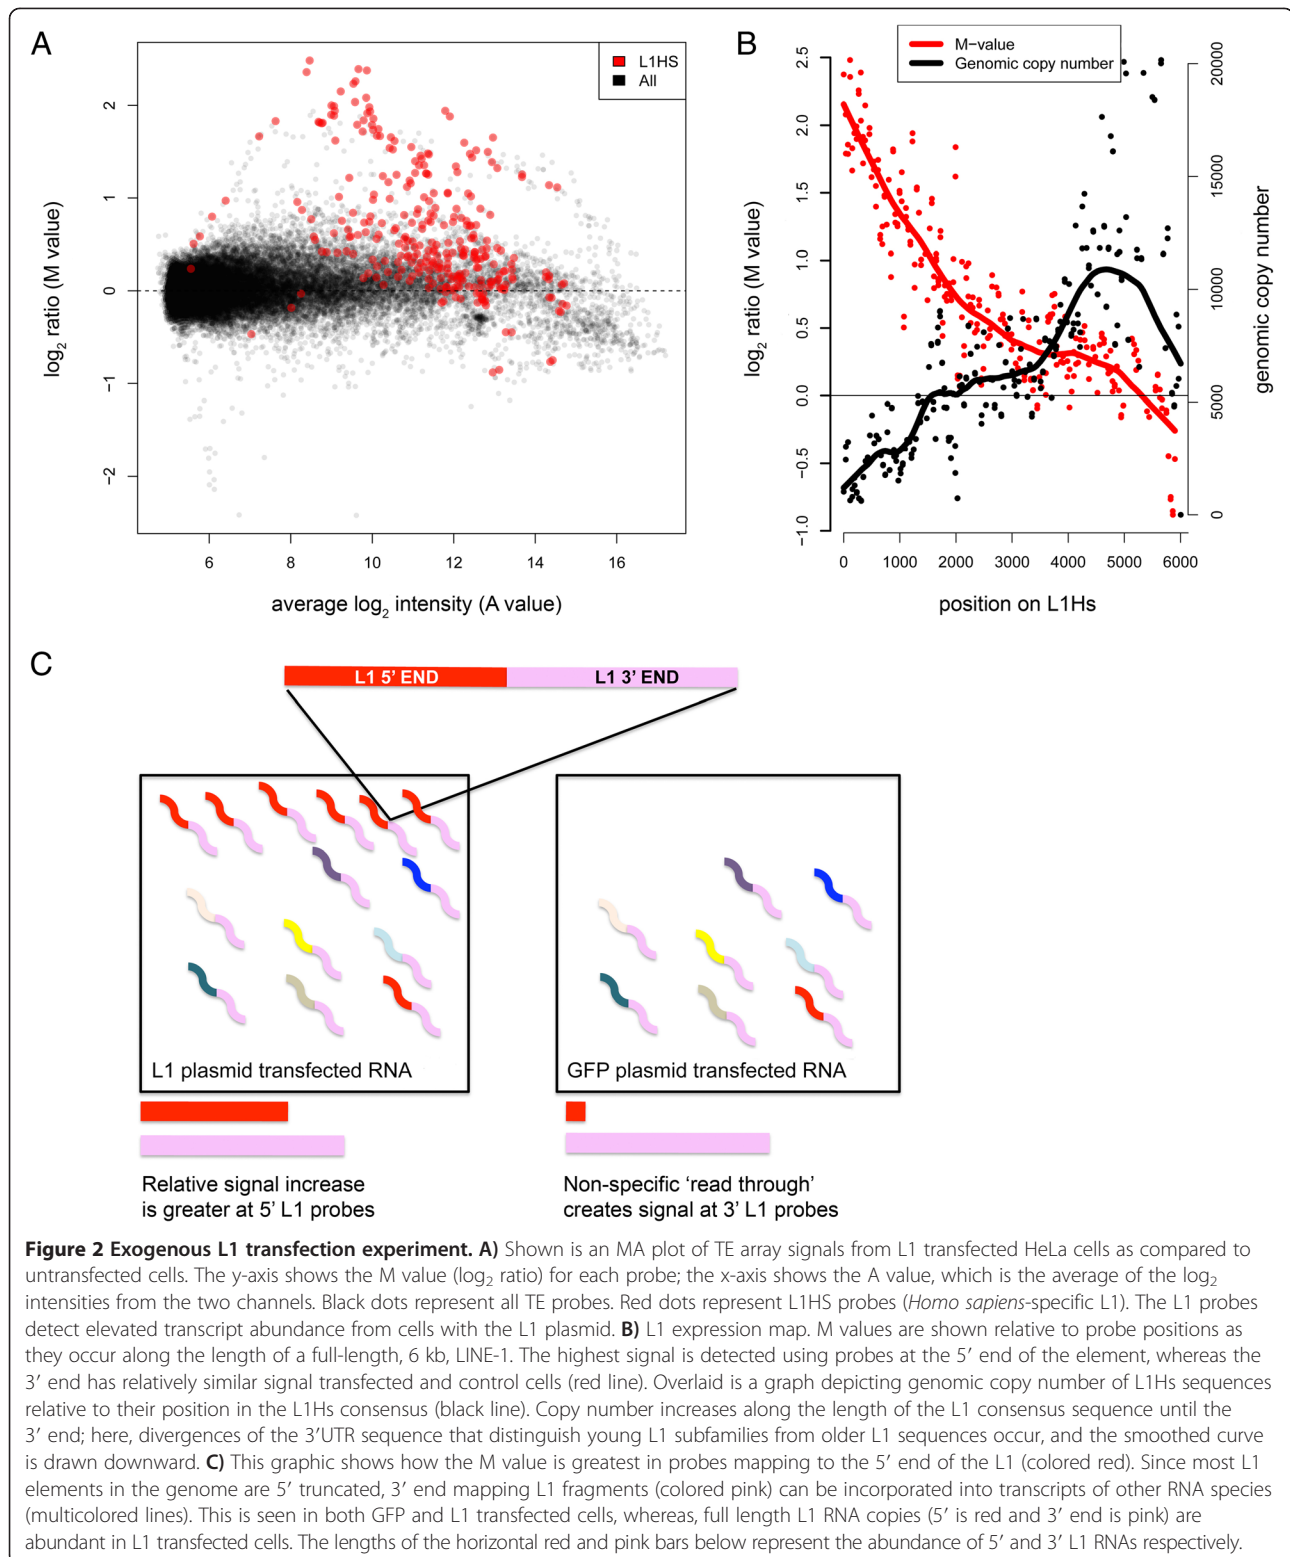 A
L1HS
All
2
1
0
−1
−2
log2 ratio (M value)
6 8 10 12 14 16
average log2 intensity (A value)
B
M−value
Genomic copy number
2.5
2.0
1.5
1.0
0.5
0.0
−0.5
−1.0
log2 ratio (M value)
20000
15000
10000
5000
0
genomic copy number
0 1000 2000 3000 4000 5000 6000
position on L1Hs
C
L1 5′ END L1 3′ END
L1 plasmid transfected RNA
GFP plasmid transfected RNA
Relative signal increase
is greater at 5′ L1 probes
Non-specific ‘read through’
creates signal at 3′ L1 probes
Figure 2 Exogenous L1 transfection experiment. A) Shown is an MA plot of TE array signals from L1 transfected HeLa cells as compared to
untransfected cells. The y-axis shows the M value (log2 ratio) for each probe; the x-axis shows the A value, which is the average of the log2
intensities from the two channels. Black dots represent all TE probes. Red dots represent L1HS probes (Homo sapiens-specific L1). The L1 probes
detect elevated transcript abundance from cells with the L1 plasmid. B) L1 expression map. M values are shown relative to probe positions as
they occur along the length of a full-length, 6 kb, LINE-1. The highest signal is detected using probes at the 5′ end of the element, whereas the
3′ end has relatively similar signal transfected and control cells (red line). Overlaid is a graph depicting genomic copy number of L1Hs sequences
relative to their position in the L1Hs consensus (black line). Copy number increases along the length of the L1 consensus sequence until the
3′ end; here, divergences of the 3′UTR sequence that distinguish young L1 subfamilies from older L1 sequences occur, and the smoothed curve
is drawn downward. C) This graphic shows how the M value is greatest in probes mapping to the 5′ end of the L1 (colored red). Since most L1
elements in the genome are 5′ truncated, 3′ end mapping L1 fragments (colored pink) can be incorporated into transcripts of other RNA species
(multicolored lines). This is seen in both GFP and L1 transfected cells, whereas, full length L1 RNA copies (5′ is red and 3′ end is pink) are
abundant in L1 transfected cells. The lengths of the horizontal red and pink bars below represent the abundance of 5′ and 3′ L1 RNAs respectively.